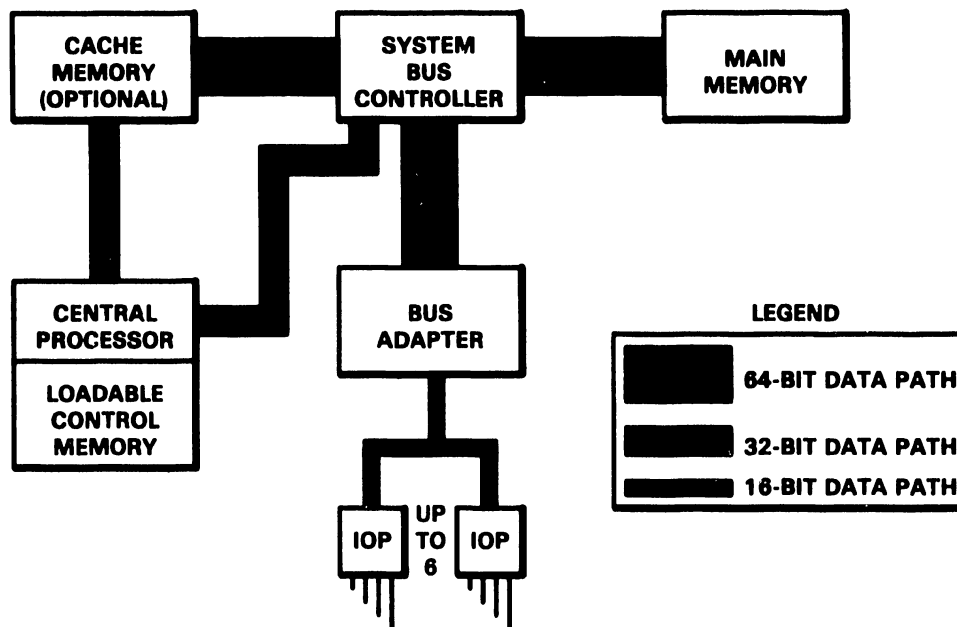 CACHE
MEMORY
(OPTIONAL)
SYSTEM
BUS
CONTROLLER
MAIN
MEMORY
CENTRAL
PROCESSOR
LOADABLE
CONTROL
MEMORY
BUS
ADAPTER
IOP
UP
TO
6
IOP
LEGEND
64-BIT DATA PATH
32-BIT DATA PATH
16-BIT DATA PATH